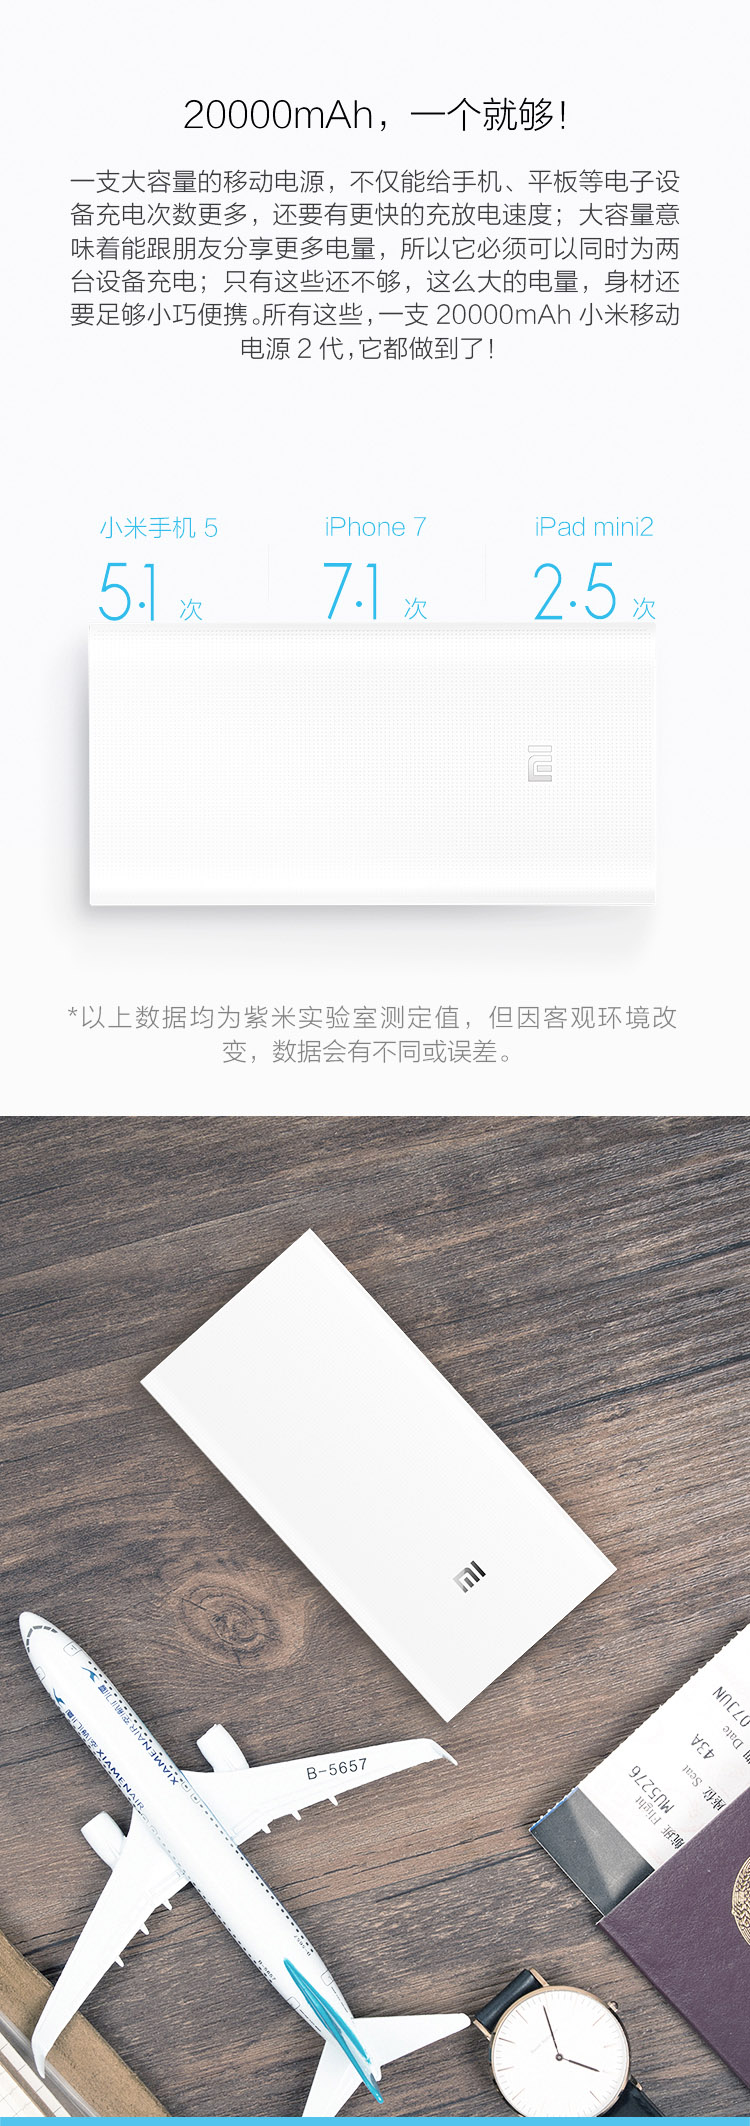 20000mAh，一个就够！
一支大容量的移动电源，不仅能给手机、平板等电子设
备充电次数更多，还要有更快的充放电速度；大容量意
味着能跟朋友分享更多电量，所以它必须可以同时为两
台设备充电；只有这些还不够，这么大的电量，身材还
要足够小巧便携。所有这些，一支 20000mAh 小米移动
电源 2 代，它都做到了！
小米手机 5 iPhone 7 iPad mini2
5.1 次 7.1 次 2.5 次
*以上数据均为紫米实验室测定值，但因客观环境改
变，数据会有不同或误差。
B-5657
XIAMENAIR
XIAMENAIR
07JUN
Date
座位 Seat
43A
航班 Flight
MU5276